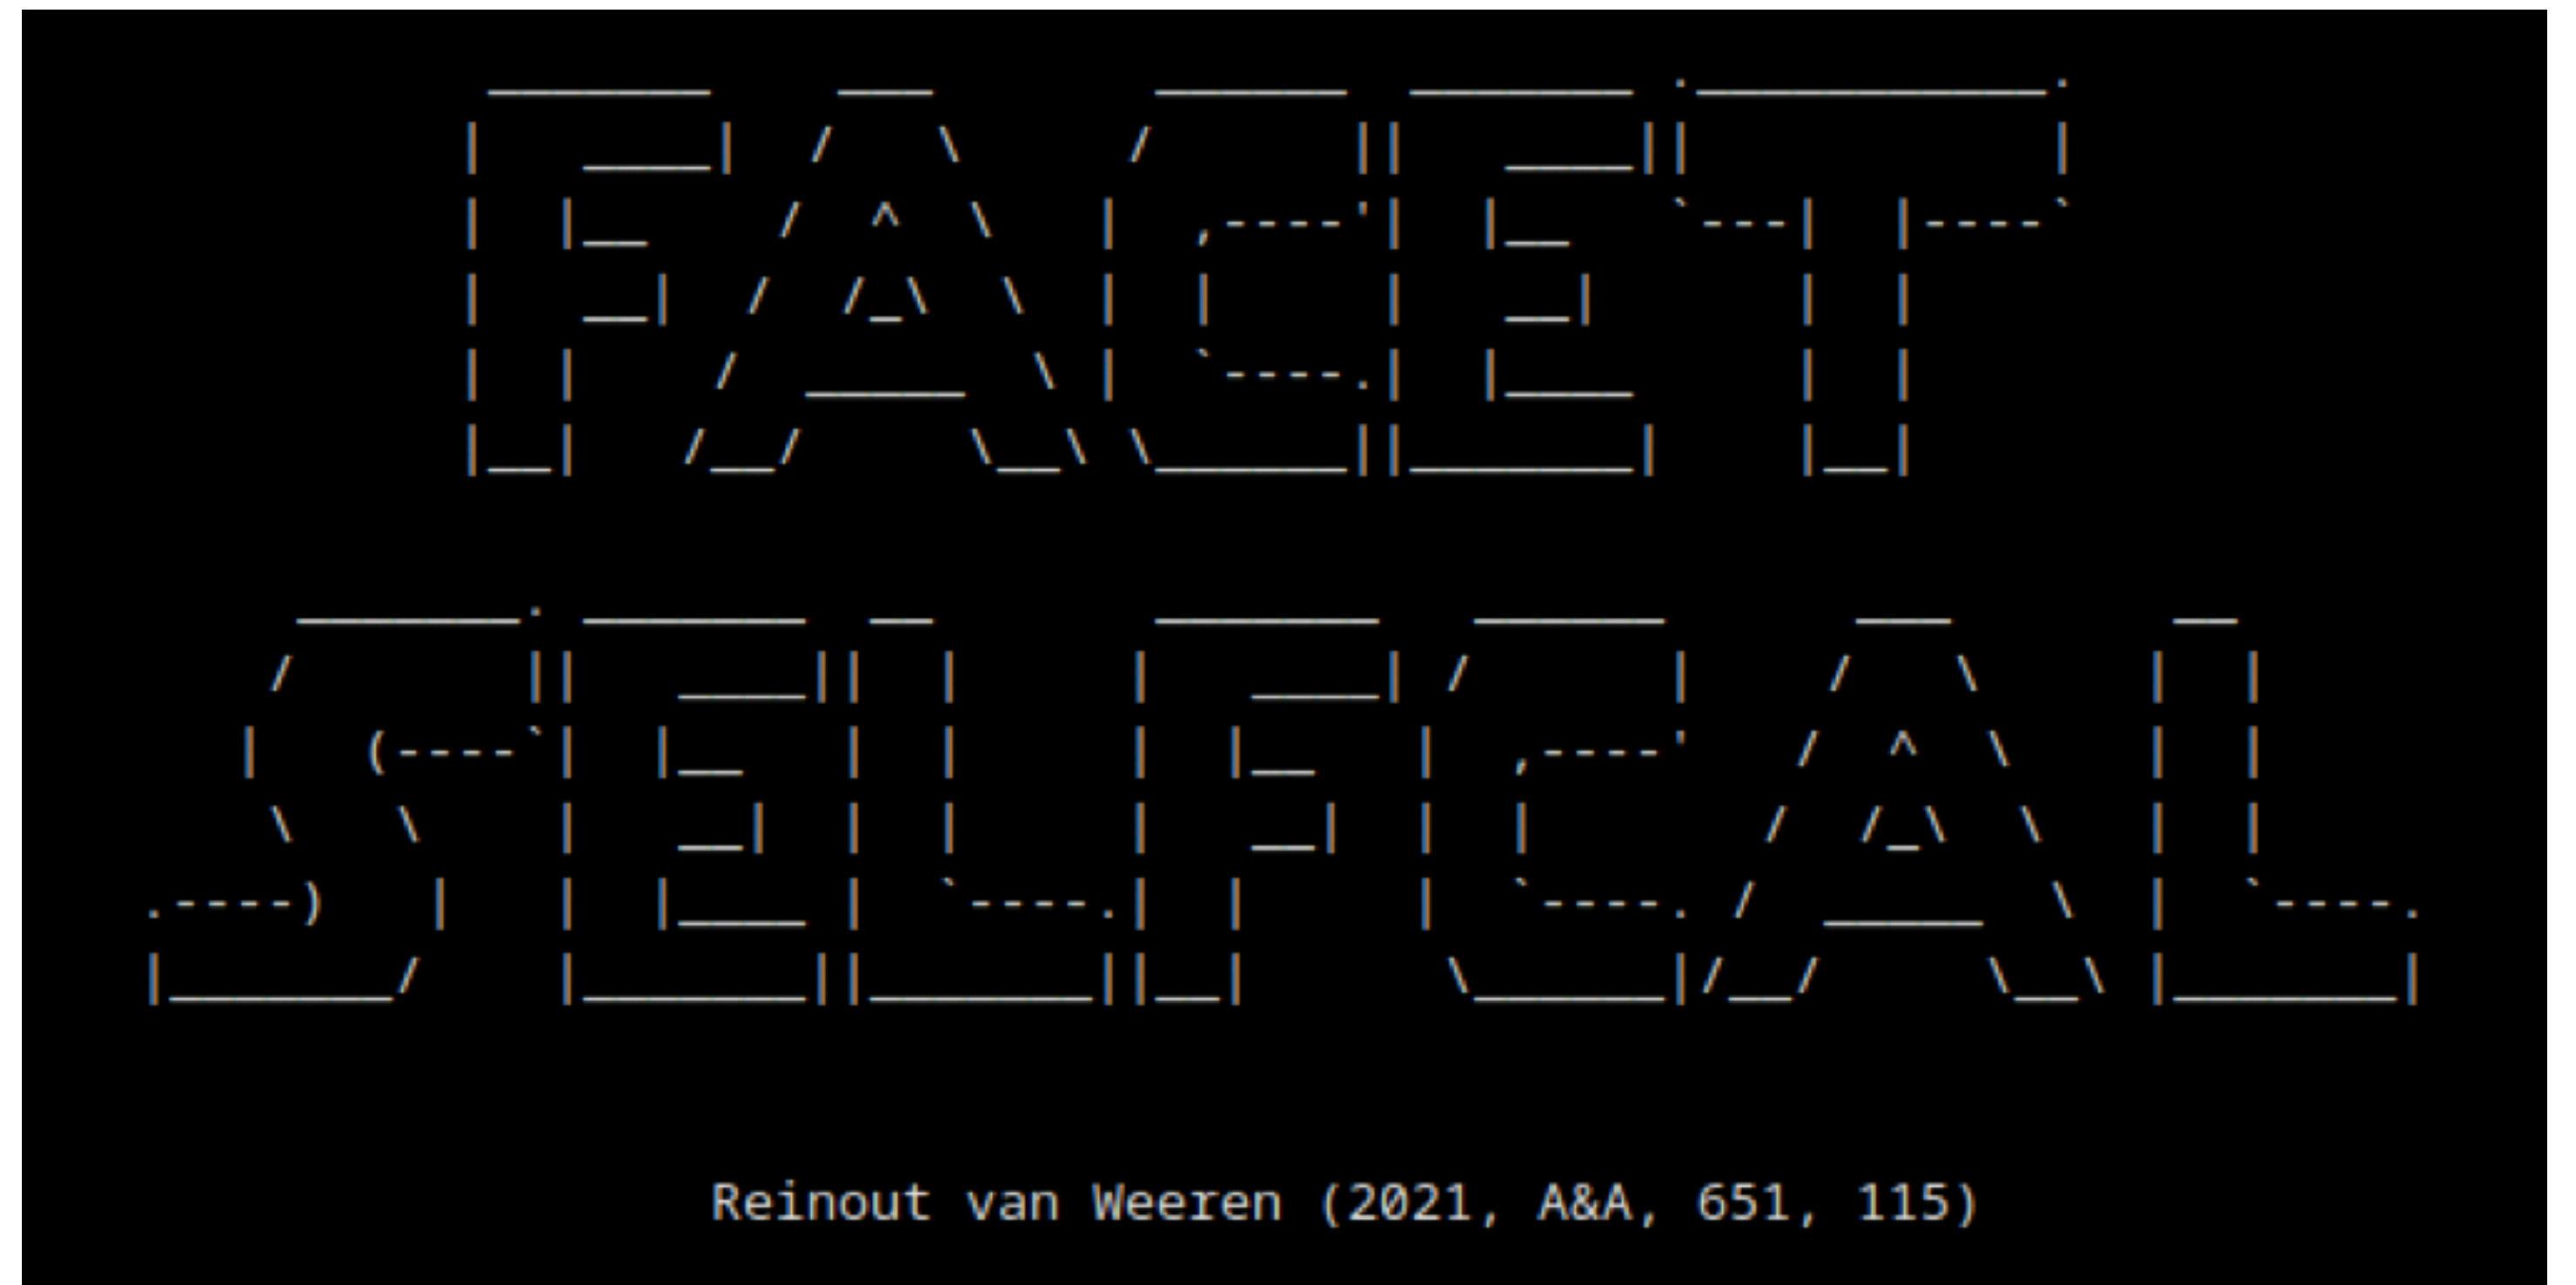 FACET
SELFCAL
Reinout van Weeren (2021, A&A, 651, 115)